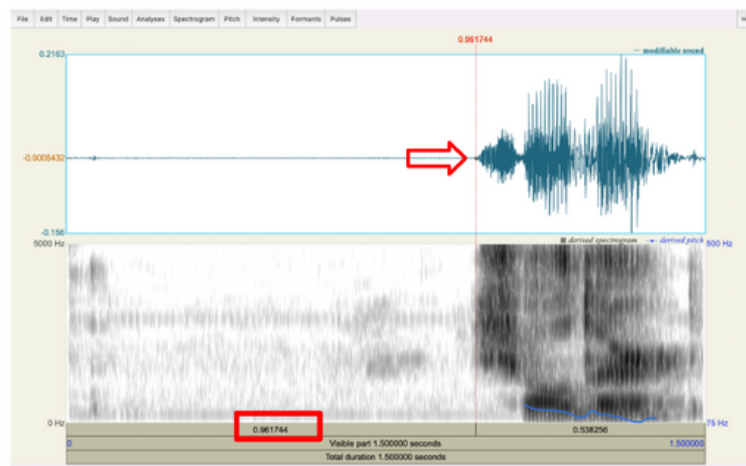 File Edit Time Play Sound Analyses Spectrogram Pitch Intensity Formants Pulses
0.961744
0.2163
~ modifiable sound
-0.0005432
-0.156
derived spectrogram derived pitch
5000 Hz 500 Hz
0 Hz 75 Hz
0.961744 0.538256
0 Visible part 1.500000 seconds 1.500000
Total duration 1.500000 seconds